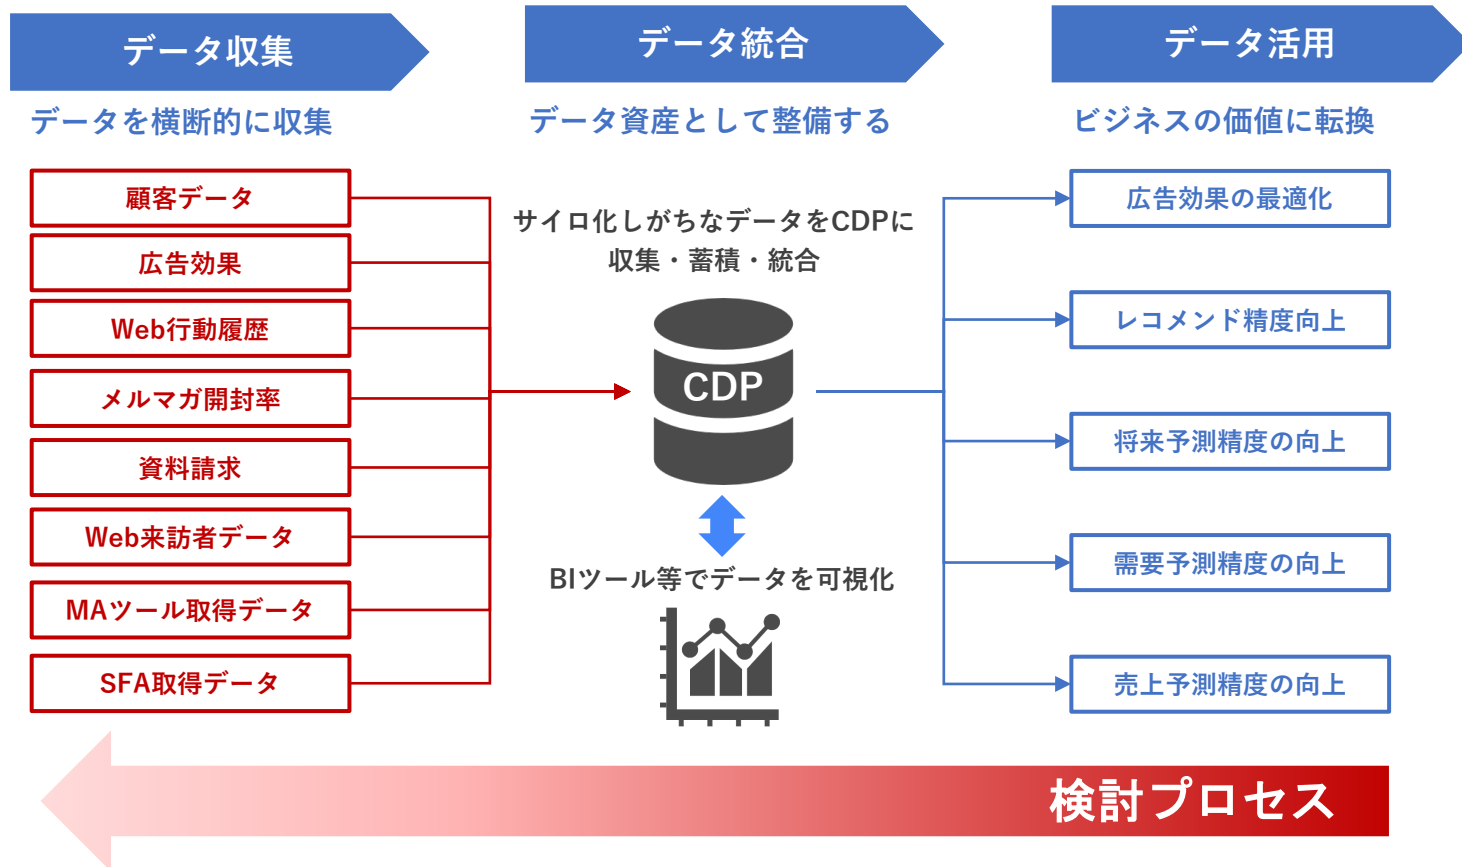 データ収集
データ統合
データ活用
データを横断的に収集
データ資産として整備する
ビジネスの価値に転換
顧客データ
広告効果
Web行動履歴
メルマガ開封率
資料請求
Web来訪者データ
MAツール取得データ
SFA取得データ
サイロ化しがちなデータをCDPに
収集・蓄積・統合
CDP
BIツール等でデータを可視化
広告効果の最適化
レコメンド精度向上
将来予測精度の向上
需要予測精度の向上
売上予測精度の向上
検討プロセス